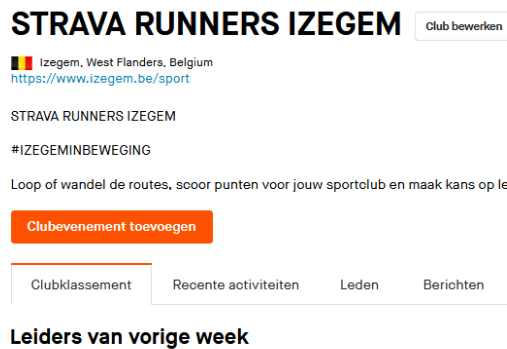 STRAVA RUNNERS IZEGEM
Club bewerken
Izegem, West Flanders, Belgium
https://www.izegem.be/sport
STRAVA RUNNERS IZEGEM
#IZEGEMINBEWEGING
Loop of wandel de routes, scoor punten voor jouw sportclub en maak kans op
Clubevenement toevoegen
Clubklassement Recente activiteiten Leden Berichten
Leiders van vorige week